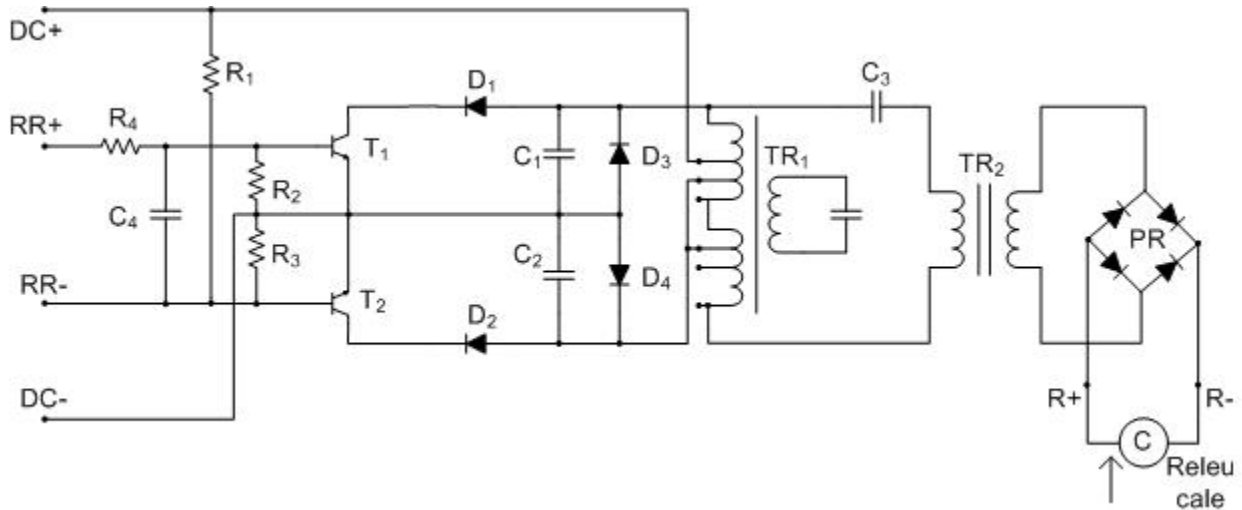 DC+
R1
D1
C3
RR+
R4
T1
C1
D3
TR1
TR2
R2
C4
PR
R3
C2
D4
RR-
T2
D2
DC-
R+
R-
C
Releu
cale